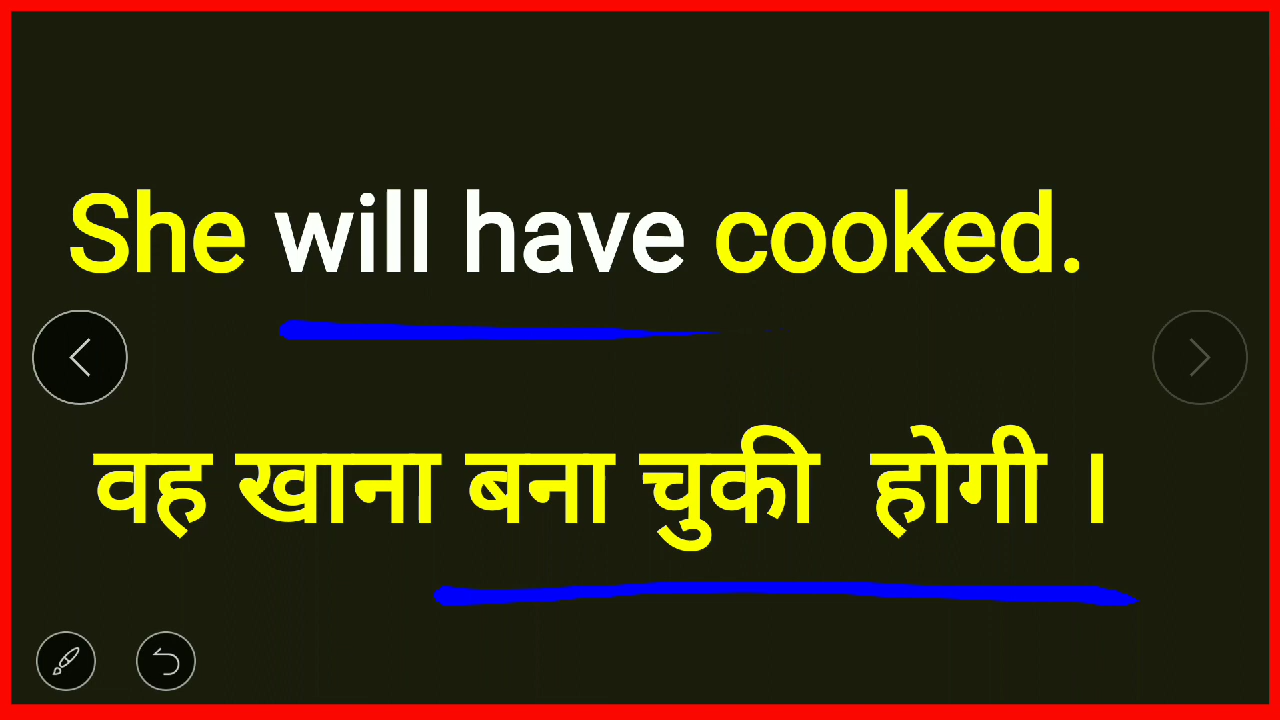 She will have cooked.
वह खाना बना चुकी होगी ।